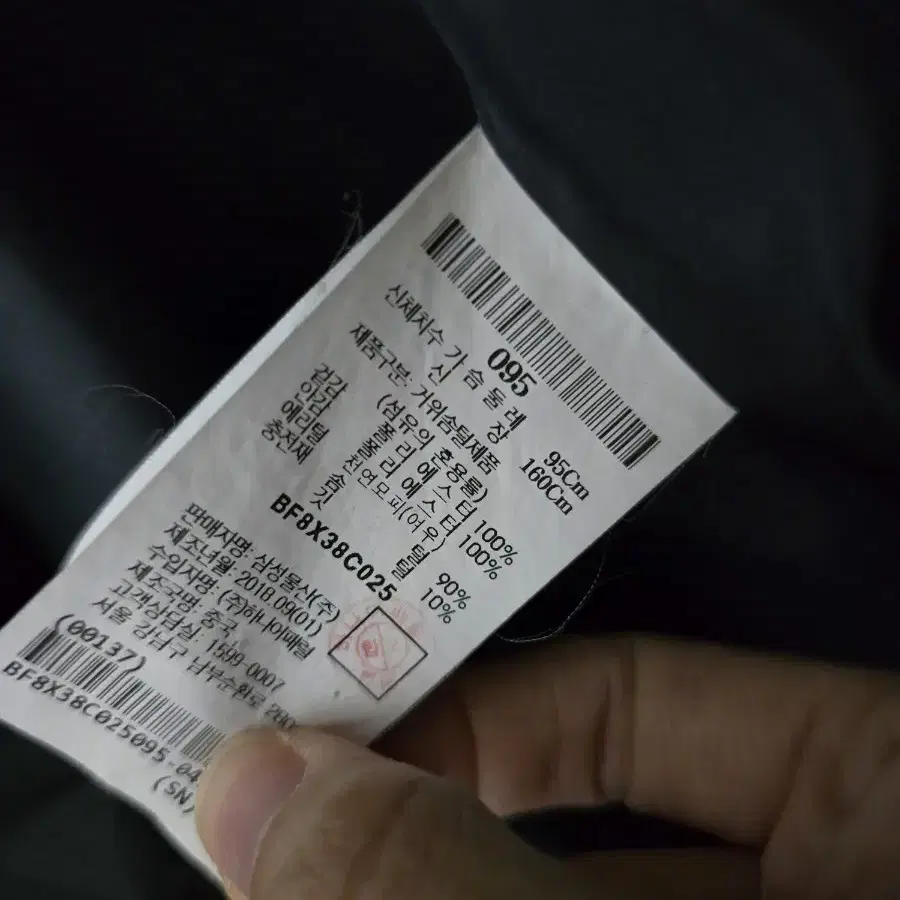 095
신체치수 가 슴 둘 레 95Cm
신 장 160Cm
제품구분: 거위솜털제품
(섬유의 혼용률)
겉감 폴 리 에 스 터 100%
안감 폴 리 에 스 터 100%
에리털 천연모피(여우)
충전재 솜 털 90%
깃 털 10%
BF8X38C025
판매자명: 삼성물산(주)
제조년월: 2018.09(01)
수입자명: (주)하나어패럴
제조국명: 중국
고객상담실: 1599-0007
서울 강남구 남부순환로
(00137)
BF8X38C025095-04
(SN)